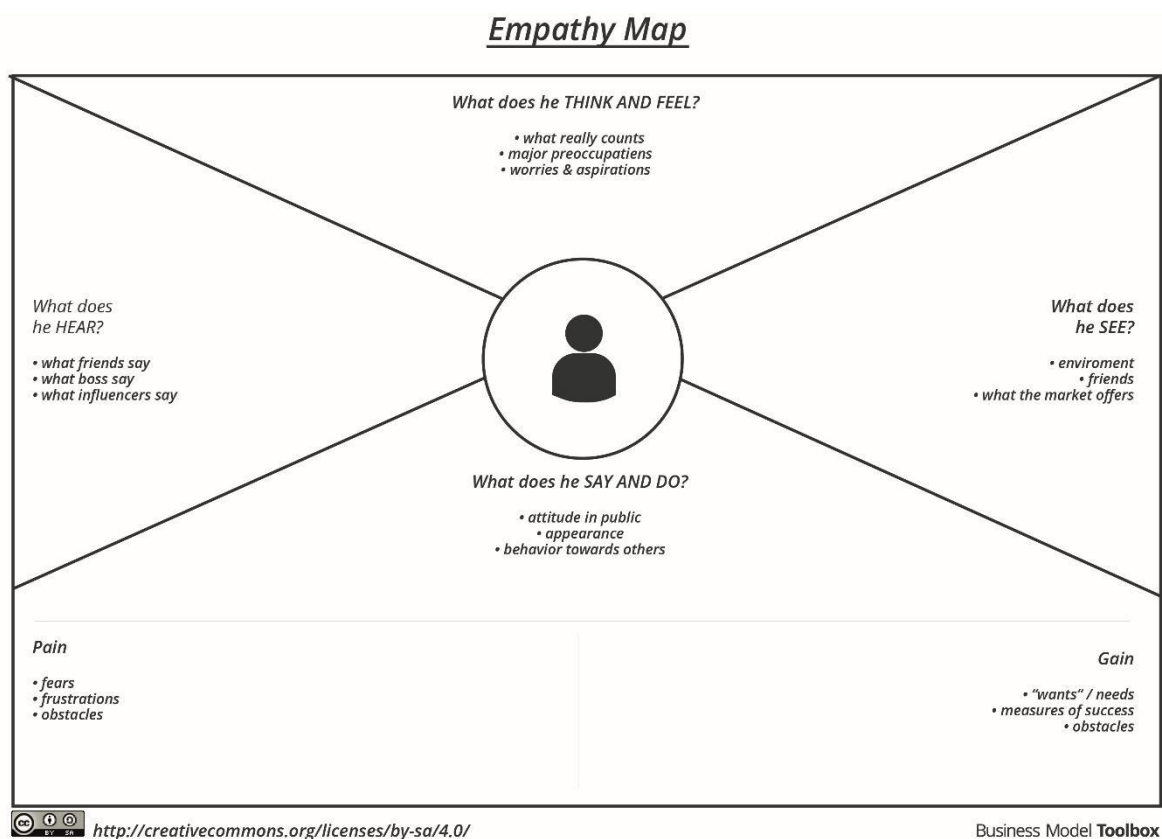 Empathy Map
What does he THINK AND FEEL?
• what really counts
• major preoccupatiens
• worries & aspirations
What does
he HEAR?
• what friends say
• what boss say
• what influencers say
What does
he SEE?
• enviroment
• friends
• what the market offers
What does he SAY AND DO?
• attitude in public
• appearance
• behavior towards others
Pain
• fears
• frustrations
• obstacles
Gain
• “wants” / needs
• measures of success
• obstacles
cc BY SA
http://creativecommons.org/licenses/by-sa/4.0/
Business Model Toolbox